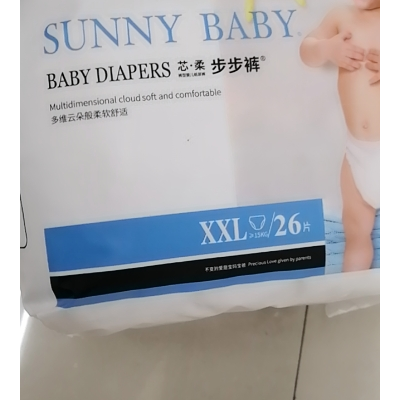 SUNNY BABY®
BABY DIAPERS 芯·柔 步步裤®
Multidimensional cloud soft and comfortable
多维云朵般柔软舒适
XXL ≥15KG/26片
Precious Love given by parents